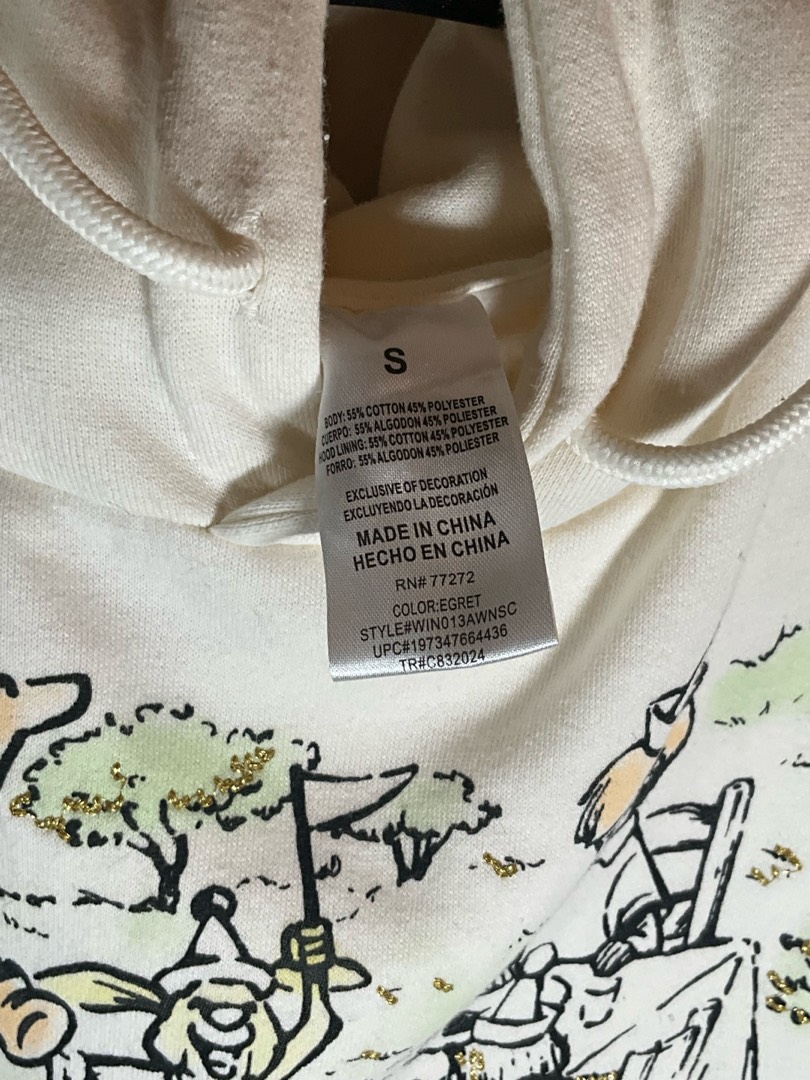 S
BODY: 55% COTTON 45% POLYESTER
CUERPO: 55% ALGODON 45% POLIESTER
HOOD LINING: 55% COTTON 45% POLYESTER
FORRO: 55% ALGODON 45% POLIESTER
EXCLUSIVE OF DECORATION
EXCLUYENDO LA DECORACIÓN
MADE IN CHINA
HECHO EN CHINA
RN# 77272
COLOR:EGRET
STYLE#WIN013AWNSC
UPC#197347664436
TR#C832024